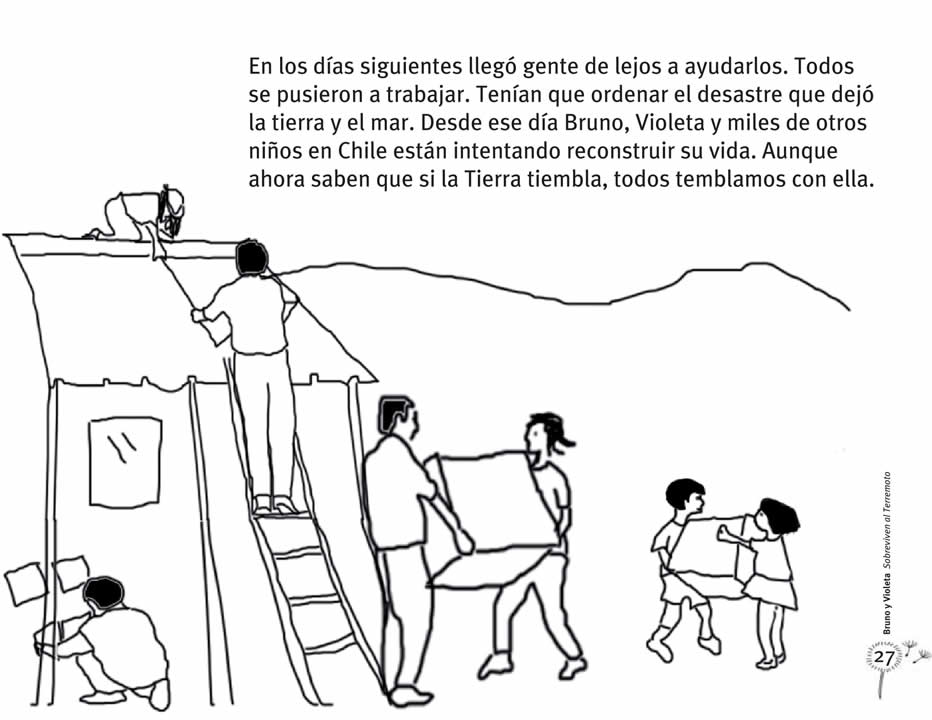 En los días siguientes llegó gente de lejos a ayudarlos. Todos
se pusieron a trabajar. Tenían que ordenar el desastre que dejó
la tierra y el mar. Desde ese día Bruno, Violeta y miles de otros
niños en Chile están intentando reconstruir su vida. Aunque
ahora saben que si la Tierra tiembla, todos temblamos con ella.
Bruno y Violeta Sobreviven al Terremoto
27